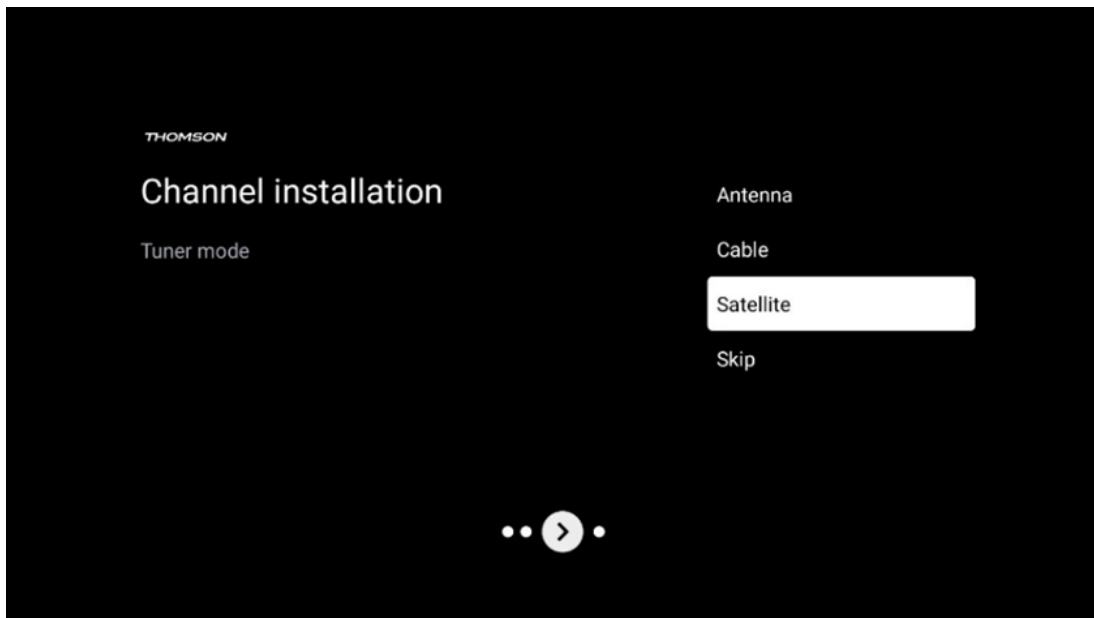 THOMSON
Channel installation
Tuner mode
Antenna
Cable
Satellite
Skip